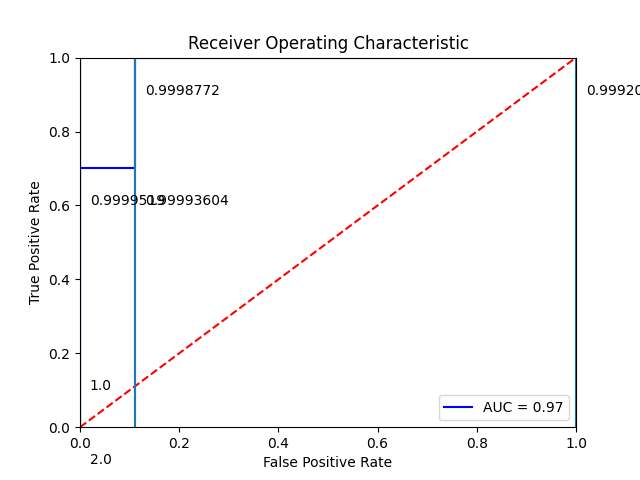 Receiver Operating Characteristic
1.0
0.8
0.6
0.4
0.2
0.0
True Positive Rate
0.9998772
0.99920
0.99993604
1.0
2.0
AUC = 0.97
0.0 0.2 0.4 0.6 0.8 1.0
False Positive Rate